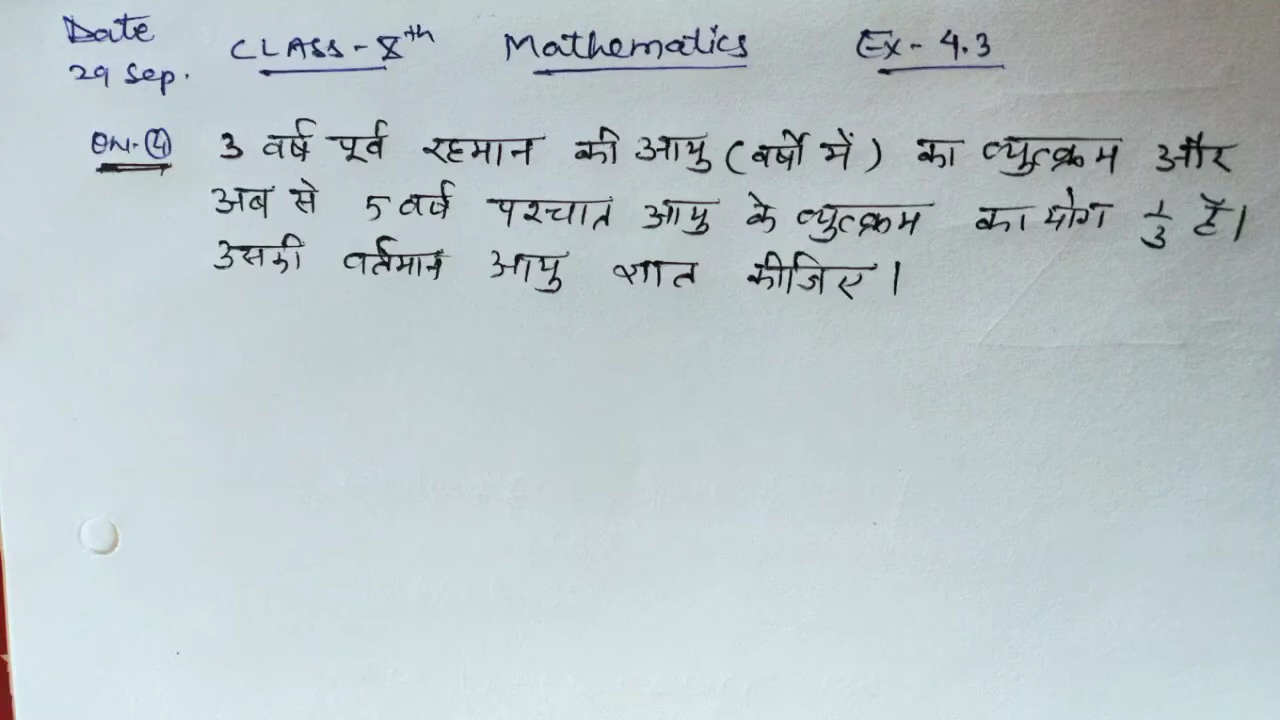 Date CLASS-8th Mathematics Ex-4.3
29 Sep.
QN.④ 3 वर्ष पूर्व रहमान की आयु (वर्षों में) का व्युत्क्रम और
अब से 5 वर्ष पश्चात आयु के व्युत्क्रम का योग 1/3 है।
उसकी वर्तमान आयु ज्ञात कीजिए।